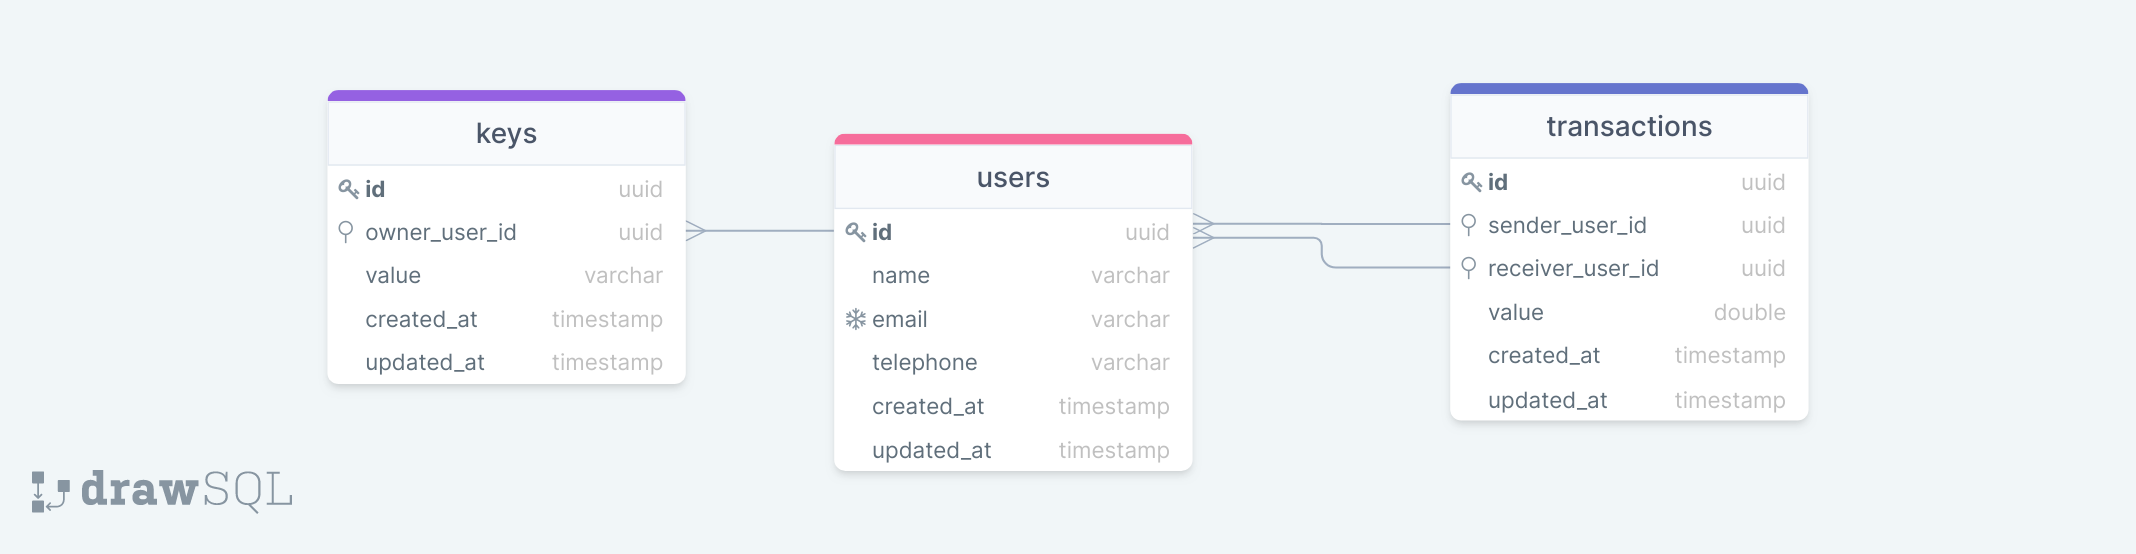 keys
id uuid
owner_user_id uuid
value varchar
created_at timestamp
updated_at timestamp
users
id uuid
name varchar
email varchar
telephone varchar
created_at timestamp
updated_at timestamp
transactions
id uuid
sender_user_id uuid
receiver_user_id uuid
value double
created_at timestamp
updated_at timestamp
drawSQL